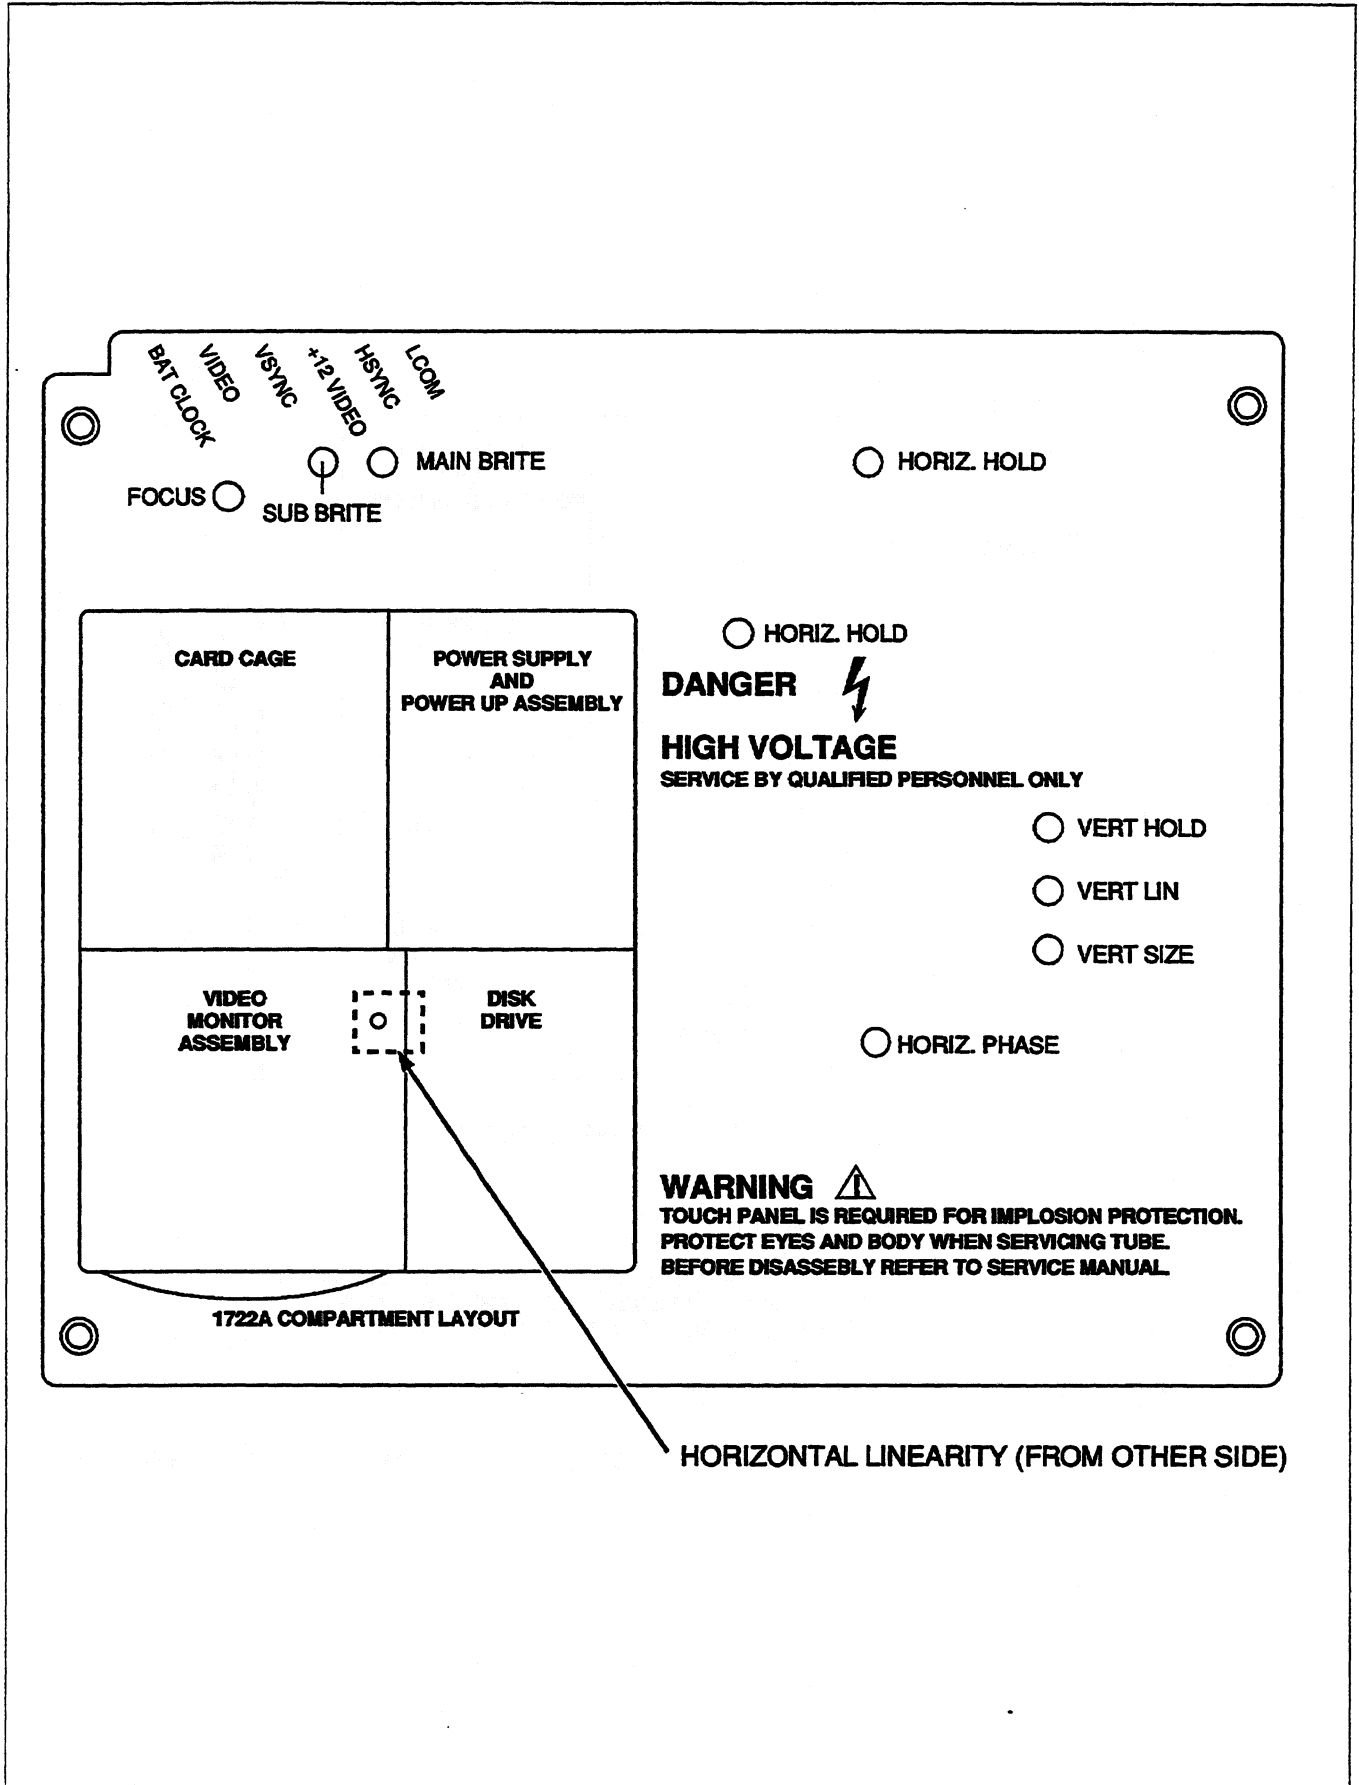 BAT CLOCK
VIDEO
VSYNC
+12 VIDEO
HSYNC
LCOM
MAIN BRITE
HORIZ. HOLD
FOCUS
SUB BRITE
CARD CAGE
POWER SUPPLY
AND
POWER UP ASSEMBLY
HORIZ. HOLD
DANGER
HIGH VOLTAGE
SERVICE BY QUALIFIED PERSONNEL ONLY
VERT HOLD
VERT LIN
VERT SIZE
VIDEO
MONITOR
ASSEMBLY
DISK
DRIVE
HORIZ. PHASE
WARNING
TOUCH PANEL IS REQUIRED FOR IMPLOSION PROTECTION.
PROTECT EYES AND BODY WHEN SERVICING TUBE.
BEFORE DISASSEBLY REFER TO SERVICE MANUAL.
1722A COMPARTMENT LAYOUT
HORIZONTAL LINEARITY (FROM OTHER SIDE)